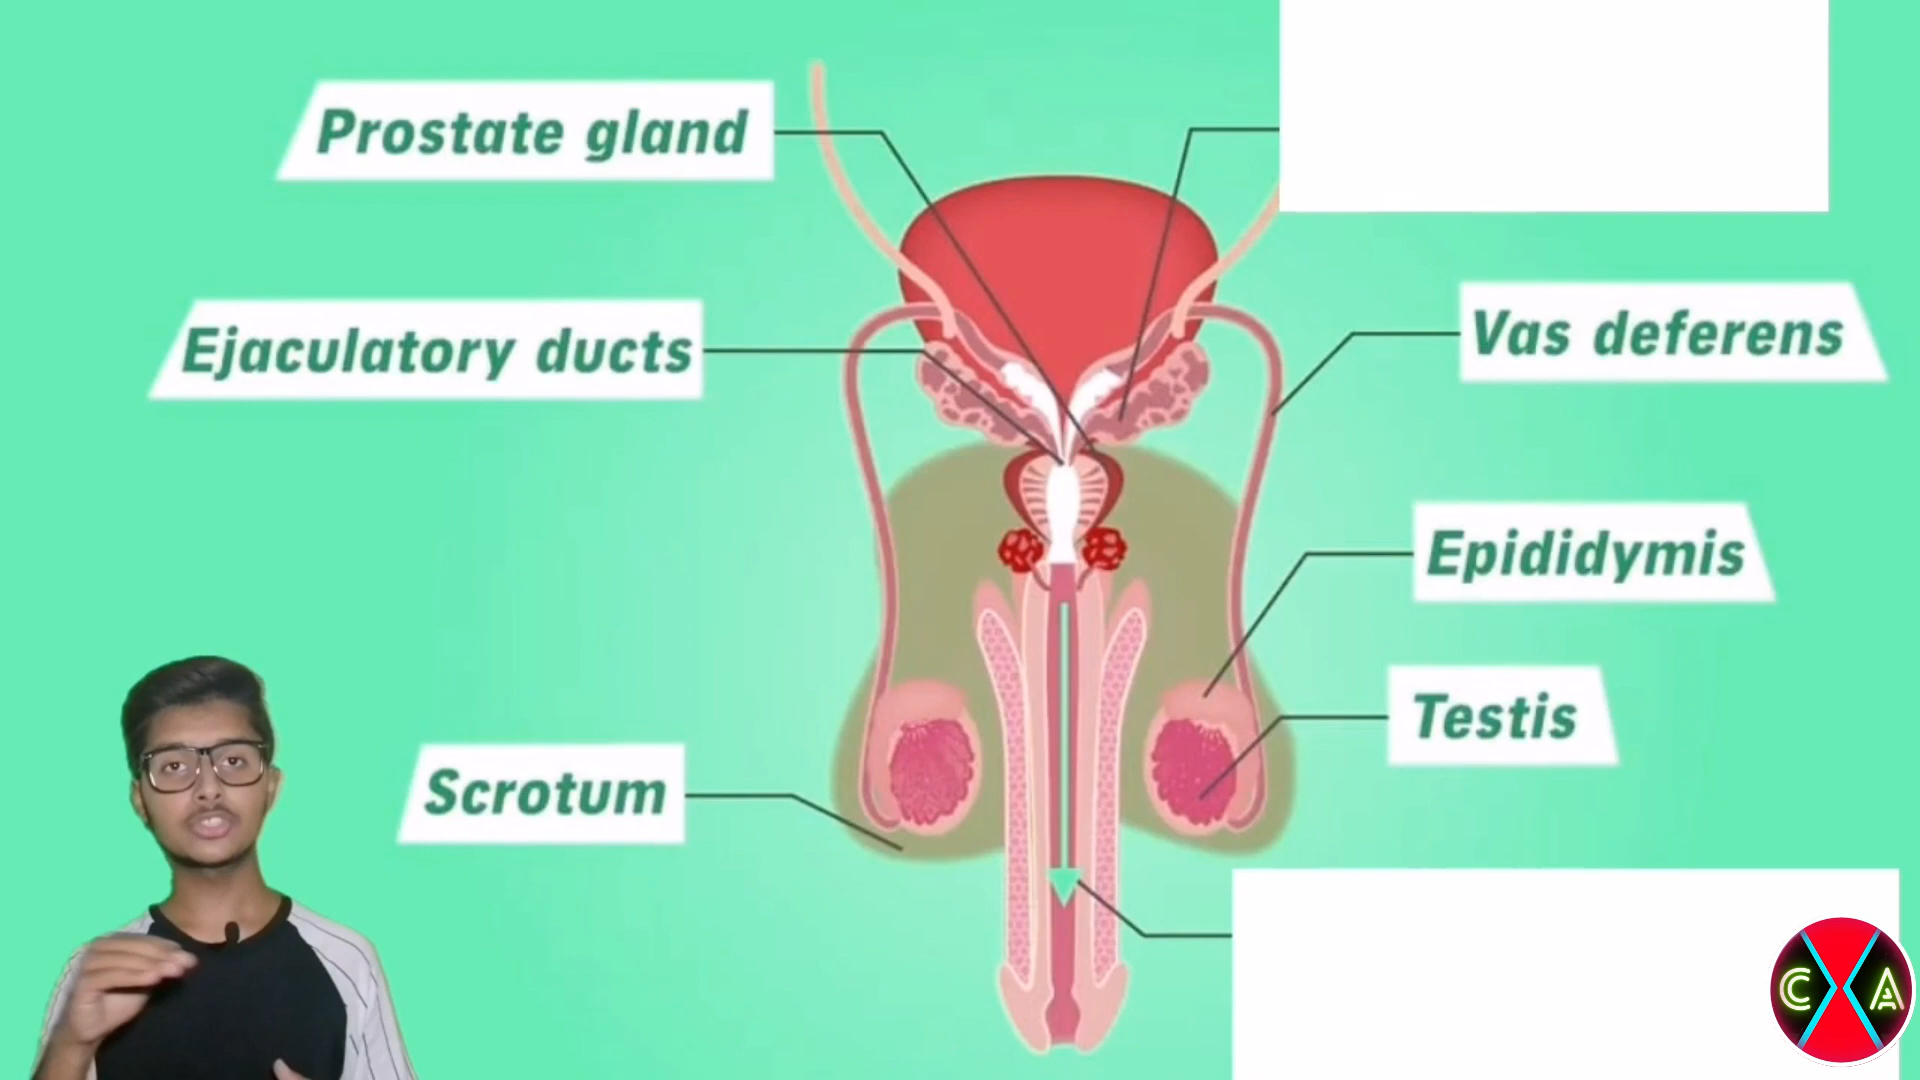 Prostate gland
Ejaculatory ducts
Vas deferens
Epididymis
Testis
Scrotum
C X A